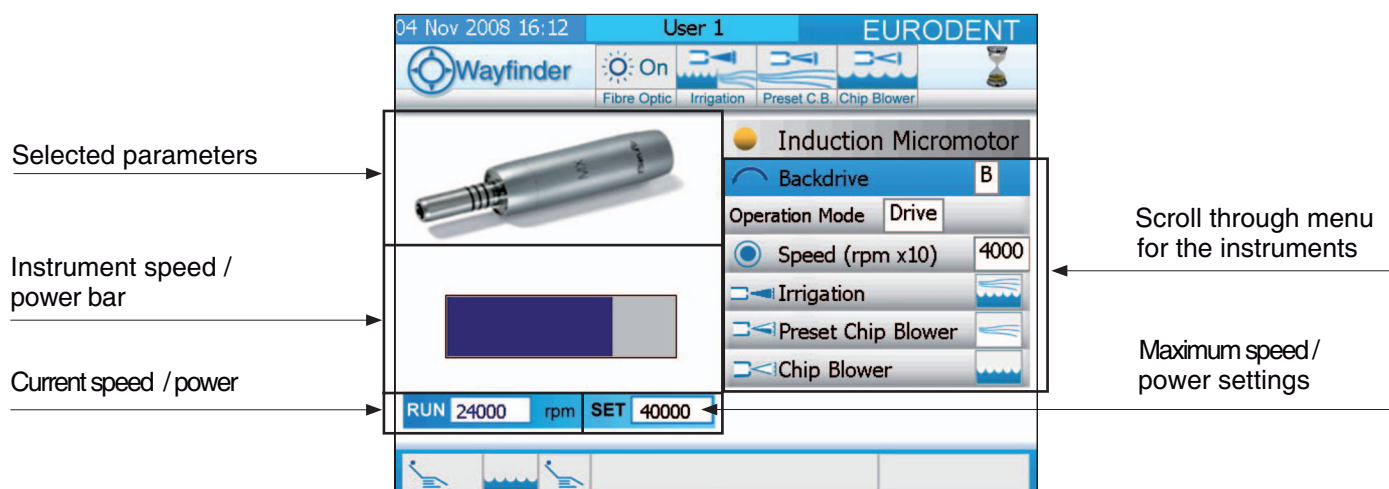 04 Nov 2008 16:12 User 1 EURODENT
Wayfinder
On
Fibre Optic Irrigation Preset C.B. Chip Blower
Selected parameters
Instrument speed /
power bar
Current speed / power
MX
Induction Micromotor
Backdrive B
Operation Mode Drive
Speed (rpm x10) 4000
Irrigation
Preset Chip Blower
Chip Blower
RUN 24000 rpm SET 40000
Scroll through menu
for the instruments
Maximum speed /
power settings